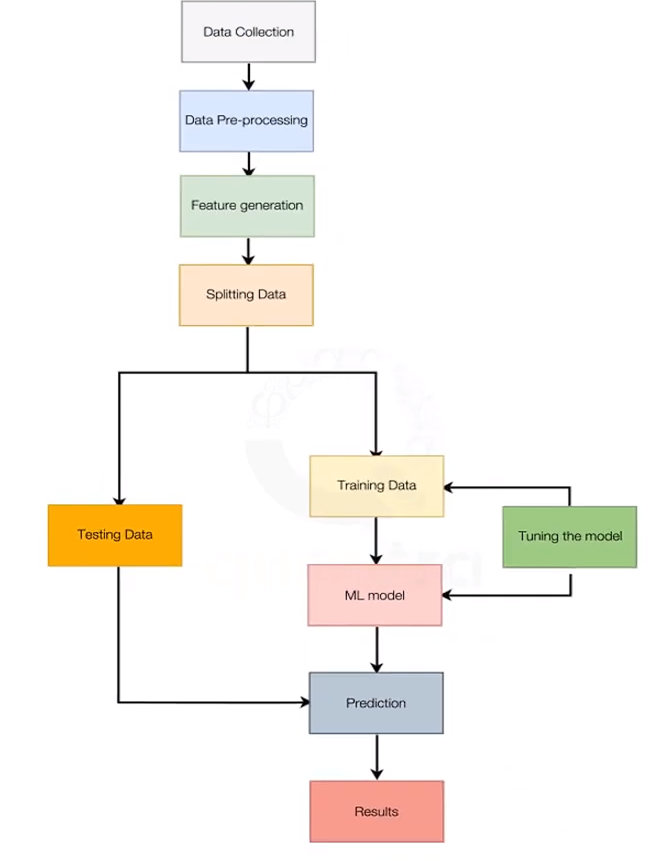 Data Collection
Data Pre-processing
Feature generation
Splitting Data
Training Data
Testing Data
Tuning the model
ML model
Prediction
Results